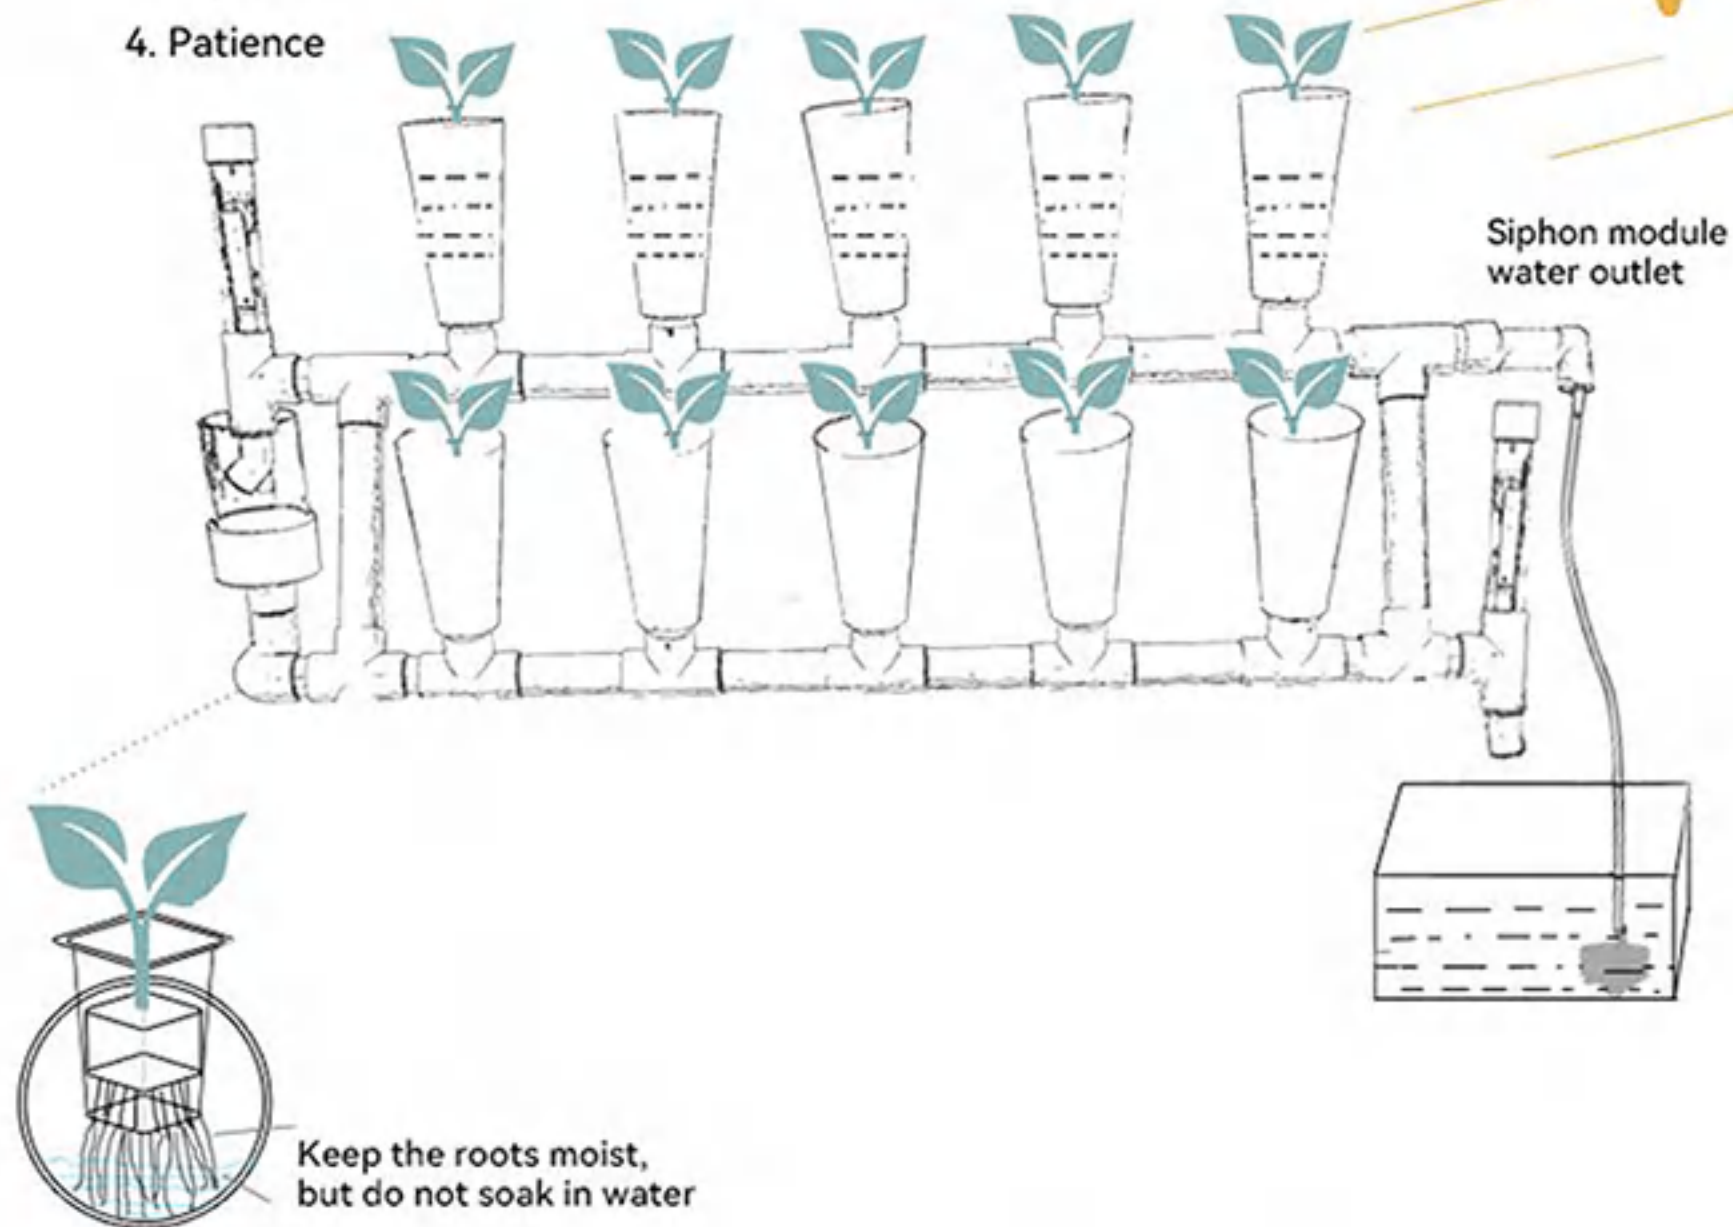 4. Patience
Siphon module
water outlet
Keep the roots moist,
but do not soak in water